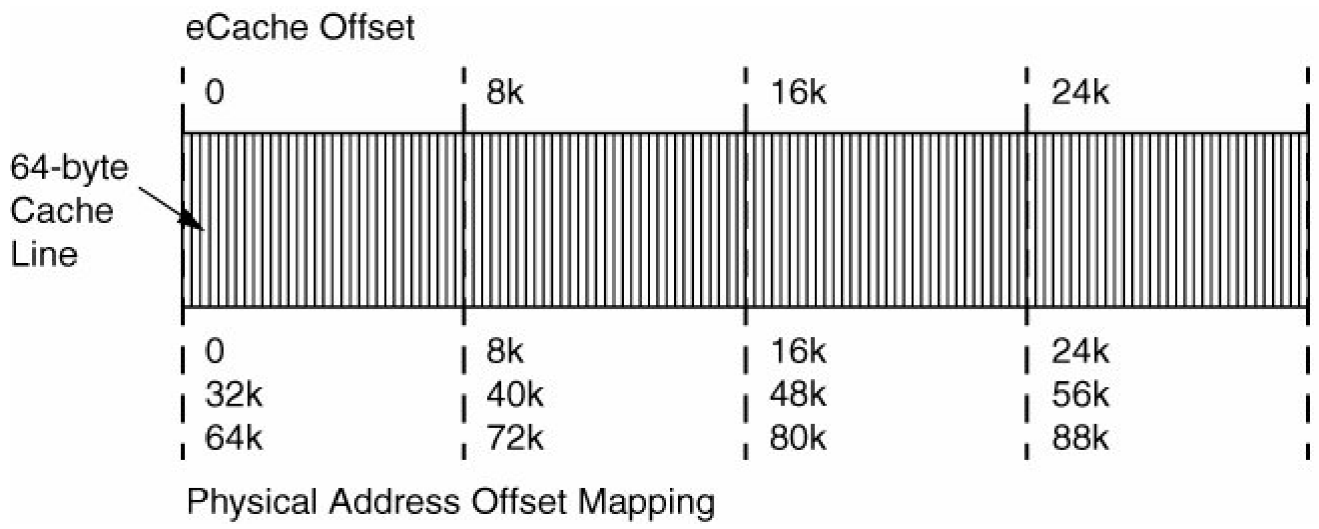 eCache Offset
0 8k 16k 24k
64-byte
Cache
Line
0 8k 16k 24k
32k 40k 48k 56k
64k 72k 80k 88k
Physical Address Offset Mapping